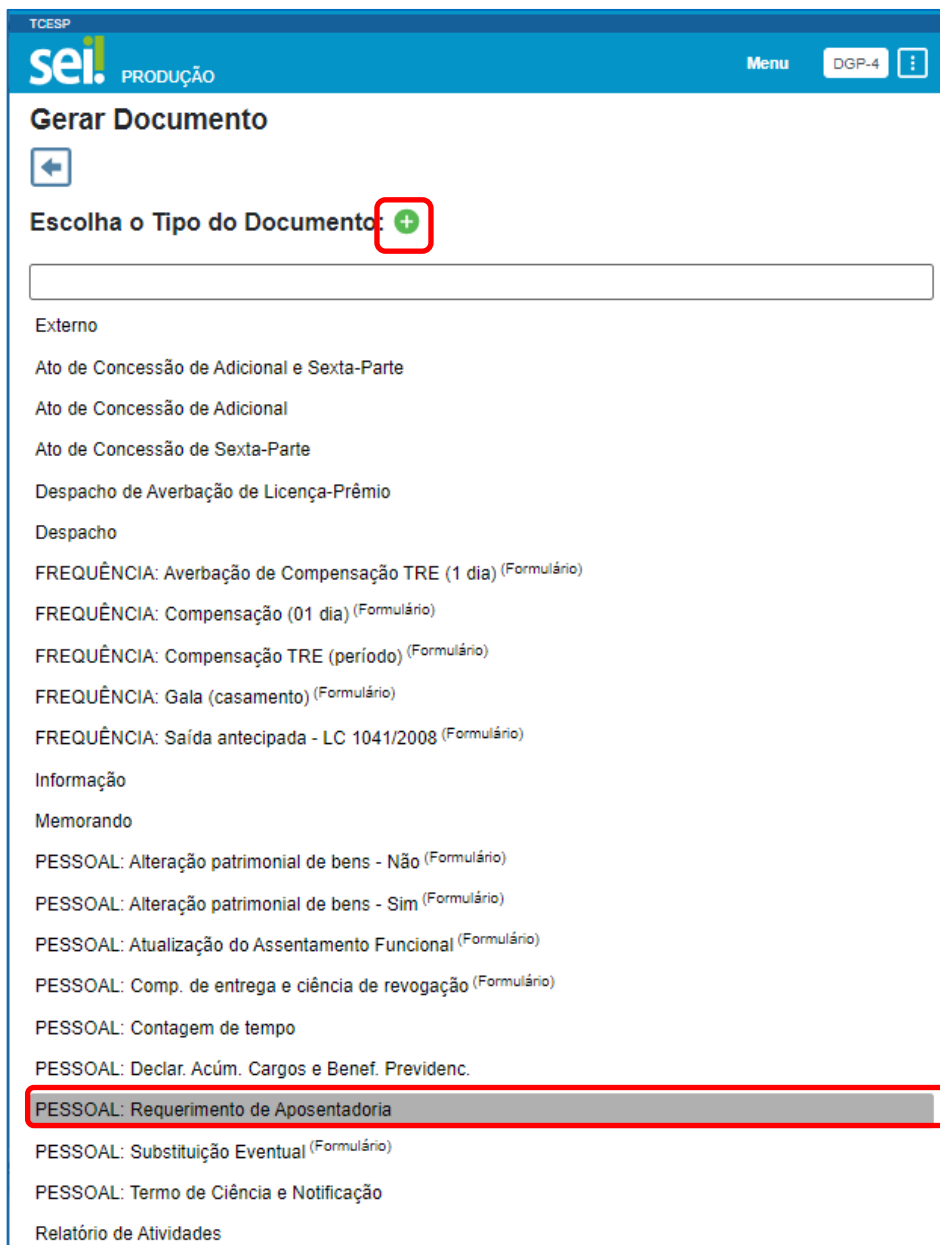 TCESP
sei! PRODUÇÃO Menu DGP-4
Gerar Documento
Escolha o Tipo do Documento:
Externo
Ato de Concessão de Adicional e Sexta-Parte
Ato de Concessão de Adicional
Ato de Concessão de Sexta-Parte
Despacho de Averbação de Licença-Prêmio
Despacho
FREQUÊNCIA: Averbação de Compensação TRE (1 dia) (Formulário)
FREQUÊNCIA: Compensação (01 dia) (Formulário)
FREQUÊNCIA: Compensação TRE (período) (Formulário)
FREQUÊNCIA: Gala (casamento) (Formulário)
FREQUÊNCIA: Saída antecipada - LC 1041/2008 (Formulário)
Informação
Memorando
PESSOAL: Alteração patrimonial de bens - Não (Formulário)
PESSOAL: Alteração patrimonial de bens - Sim (Formulário)
PESSOAL: Atualização do Assentamento Funcional (Formulário)
PESSOAL: Comp. de entrega e ciência de revogação (Formulário)
PESSOAL: Contagem de tempo
PESSOAL: Declar. Acúm. Cargos e Benef. Previdenc.
PESSOAL: Requerimento de Aposentadoria
PESSOAL: Substituição Eventual (Formulário)
PESSOAL: Termo de Ciência e Notificação
Relatório de Atividades